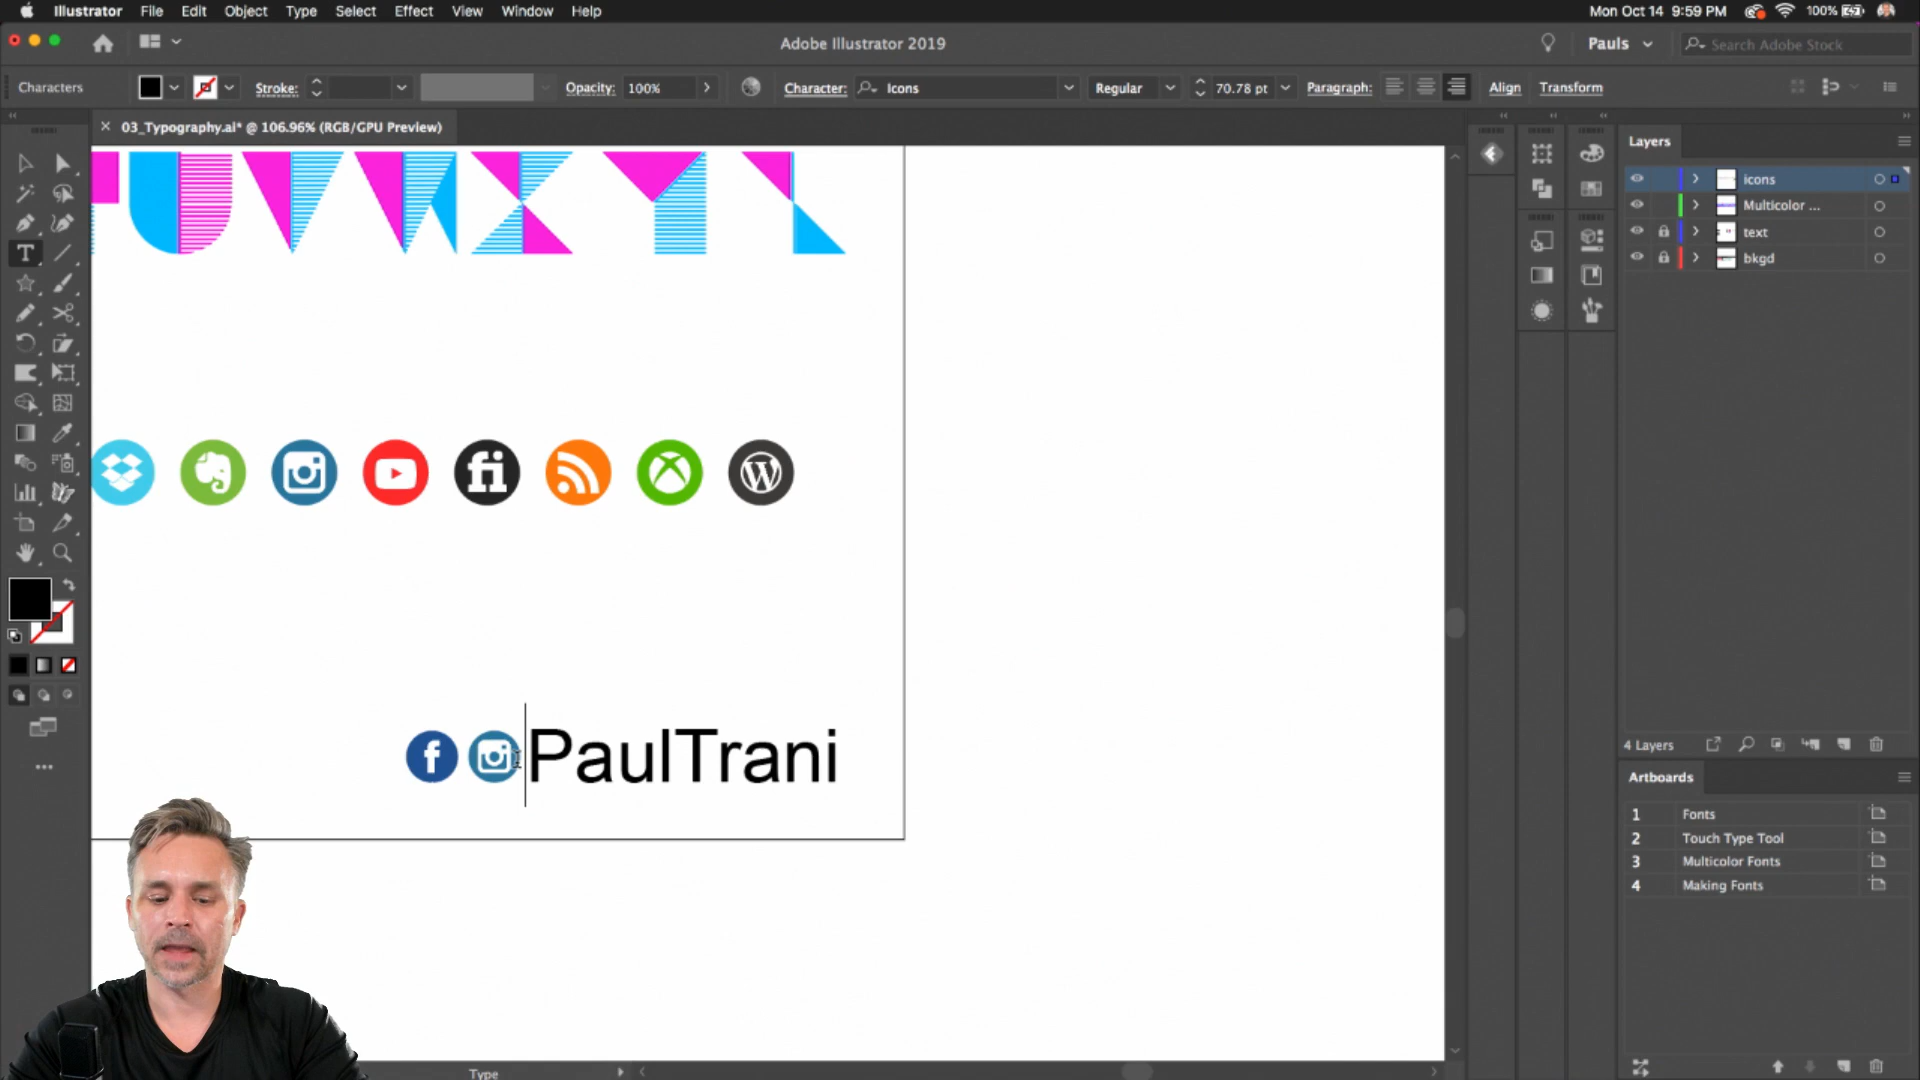 Illustrator File Edit Object Type Select Effect View Window Help
Mon Oct 14 9:59 PM
100%
Adobe Illustrator 2019
Pauls
Search Adobe Stock
Characters
Stroke:
Opacity: 100%
Character: Icons
Regular
70.78 pt
Paragraph:
Align
Transform
03_Typography.ai* @ 106.96% (RGB/GPU Preview)
UVWXYZ
PaulTrani
Layers
icons
Multicolor ...
text
bkgd
4 Layers
Artboards
1 Fonts
2 Touch Type Tool
3 Multicolor Fonts
4 Making Fonts
Type